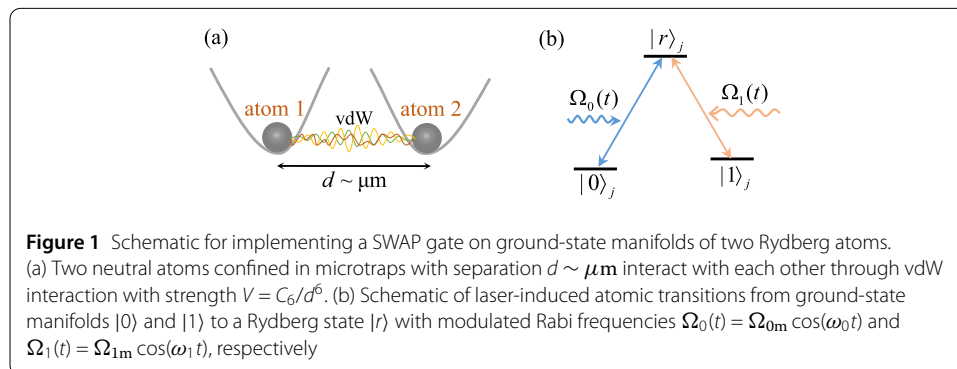 (a)
(b)
atom 1
vdW
atom 2
d ~ μm
|r⟩j
Ω0(t)
Ω1(t)
|0⟩j
|1⟩j
Figure 1 Schematic for implementing a SWAP gate on ground-state manifolds of two Rydberg atoms.
(a) Two neutral atoms confined in microtraps with separation d ~ μm interact with each other through vdW
interaction with strength V = C6/d⁶. (b) Schematic of laser-induced atomic transitions from ground-state
manifolds |0⟩ and |1⟩ to a Rydberg state |r⟩ with modulated Rabi frequencies Ω0(t) = Ω0m cos(ω0t) and
Ω1(t) = Ω1m cos(ω1t), respectively